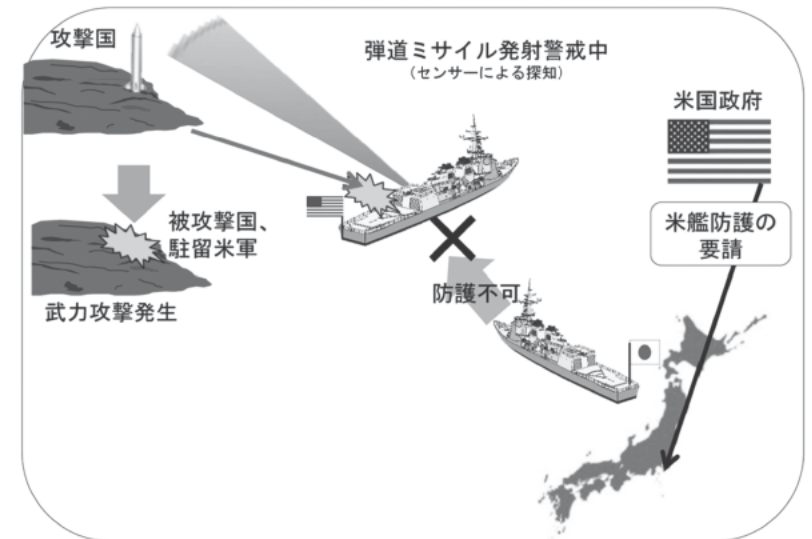 攻撃国
弾道ミサイル発射警戒中
(センサーによる探知)
米国政府
被攻撃国、
駐留米軍
米艦防護の
要請
防護不可
武力攻撃発生